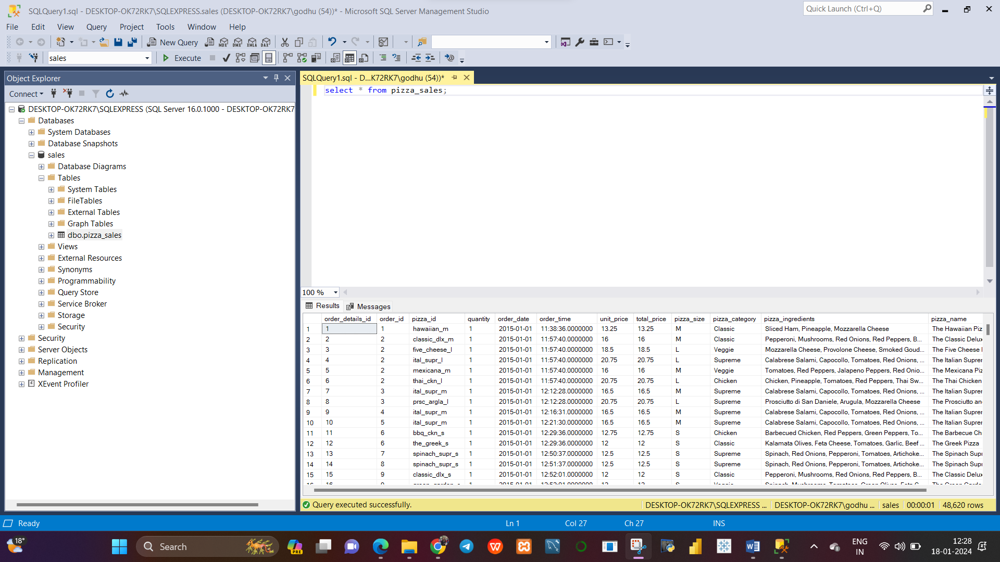 SQLQuery1.sql - DESKTOP-OK72RK7\SQLEXPRESS.sales (DESKTOP-OK72RK7\godhu (54))* - Microsoft SQL Server Management Studio
Quick Launch (Ctrl+Q)
File Edit View Query Project Tools Window Help
New Query MDX DMX XMLA DAX
sales Execute
Object Explorer
Connect
DESKTOP-OK72RK7\SQLEXPRESS (SQL Server 16.0.1000 - DESKTOP-OK72RK7
Databases
System Databases
Database Snapshots
sales
Database Diagrams
Tables
System Tables
FileTables
External Tables
Graph Tables
dbo.pizza_sales
Views
External Resources
Synonyms
Programmability
Query Store
Service Broker
Storage
Security
Security
Server Objects
Replication
Management
XEvent Profiler
SQLQuery1.sql - D...K72RK7\godhu (54))*
select * from pizza_sales;
100 %
Results Messages
order_details_id order_id pizza_id quantity order_date order_time unit_price total_price pizza_size pizza_category pizza_ingredients pizza_name
1 1 1 hawaiian_m 1 2015-01-01 11:38:36.0000000 13.25 13.25 M Classic Sliced Ham, Pineapple, Mozzarella Cheese The Hawaiian Piz
2 2 2 classic_dlx_m 1 2015-01-01 11:57:40.0000000 16 16 M Classic Pepperoni, Mushrooms, Red Onions, Red Peppers, B... The Classic Delux
3 3 2 five_cheese_l 1 2015-01-01 11:57:40.0000000 18.5 18.5 L Veggie Mozzarella Cheese, Provolone Cheese, Smoked Goud... The Five Cheese
4 4 2 ital_supr_l 1 2015-01-01 11:57:40.0000000 20.75 20.75 L Supreme Calabrese Salami, Capocollo, Tomatoes, Red Onions, ... The Italian Suprer
5 5 2 mexicana_m 1 2015-01-01 11:57:40.0000000 16 16 M Veggie Tomatoes, Red Peppers, Jalapeno Peppers, Red Onio... The Mexicana Piz
6 6 2 thai_ckn_l 1 2015-01-01 11:57:40.0000000 20.75 20.75 L Chicken Chicken, Pineapple, Tomatoes, Red Peppers, Thai Sw... The Thai Chicken
7 7 3 ital_supr_m 1 2015-01-01 12:12:28.0000000 16.5 16.5 M Supreme Calabrese Salami, Capocollo, Tomatoes, Red Onions, ... The Italian Suprer
8 8 3 prsc_argla_l 1 2015-01-01 12:12:28.0000000 20.75 20.75 L Supreme Prosciutto di San Daniele, Arugula, Mozzarella Cheese The Prosciutto an
9 9 4 ital_supr_m 1 2015-01-01 12:16:31.0000000 16.5 16.5 M Supreme Calabrese Salami, Capocollo, Tomatoes, Red Onions, ... The Italian Suprer
10 10 5 ital_supr_m 1 2015-01-01 12:21:30.0000000 16.5 16.5 M Supreme Calabrese Salami, Capocollo, Tomatoes, Red Onions, ... The Italian Suprer
11 11 6 bbq_ckn_s 1 2015-01-01 12:29:36.0000000 12.75 12.75 S Chicken Barbecued Chicken, Red Peppers, Green Peppers, To... The Barbecue Ch
12 12 6 the_greek_s 1 2015-01-01 12:29:36.0000000 12 12 S Classic Kalamata Olives, Feta Cheese, Tomatoes, Garlic, Beef ... The Greek Pizza
13 13 7 spinach_supr_s 1 2015-01-01 12:50:37.0000000 12.5 12.5 S Supreme Spinach, Red Onions, Pepperoni, Tomatoes, Artichoke... The Spinach Supr
14 14 8 spinach_supr_s 1 2015-01-01 12:51:37.0000000 12.5 12.5 S Supreme Spinach, Red Onions, Pepperoni, Tomatoes, Artichoke... The Spinach Supr
15 15 9 classic_dlx_s 1 2015-01-01 12:52:01.0000000 12 12 S Classic Pepperoni, Mushrooms, Red Onions, Red Peppers, B... The Classic Delux
Query executed successfully. DESKTOP-OK72RK7\SQLEXPRESS ... DESKTOP-OK72RK7\godhu ... sales 00:00:01 48,620 rows
Ready Ln 1 Col 27 Ch 27 INS
18° Search PRE ENG IN 12:28 18-01-2024